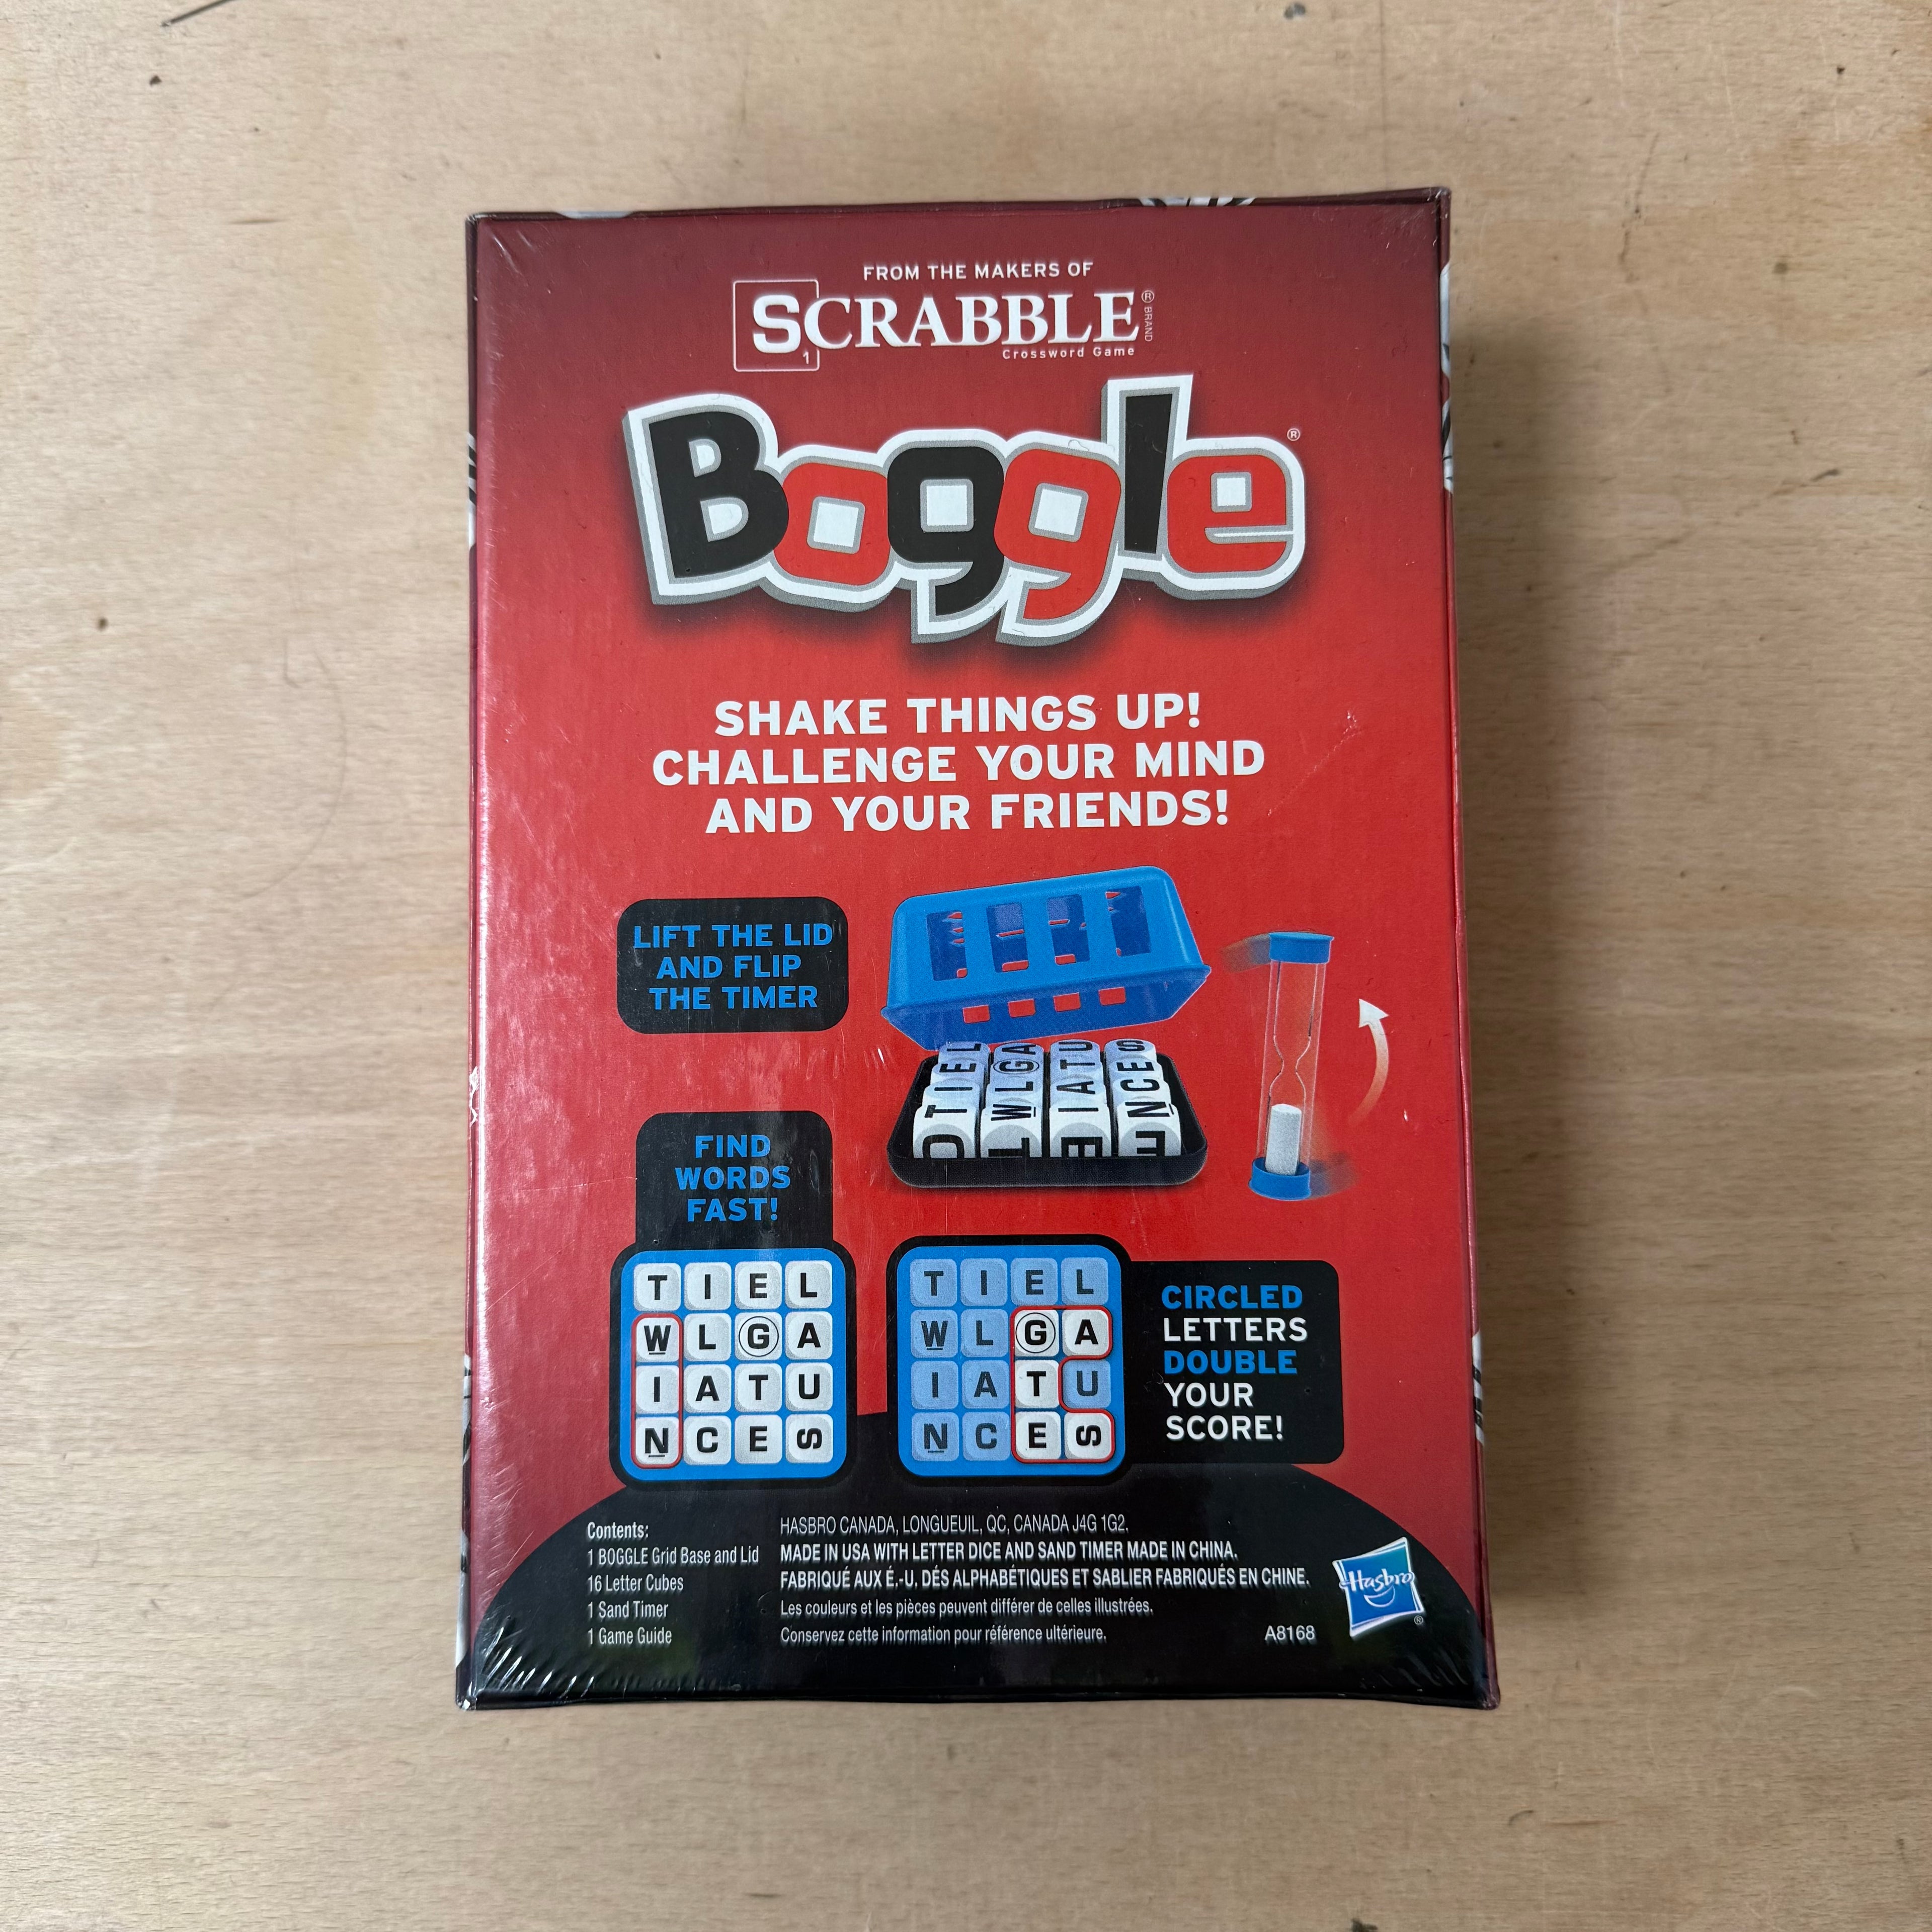 FROM THE MAKERS OF
SCRABBLE® BRAND
1
Crossword Game
Boggle®
SHAKE THINGS UP!
CHALLENGE YOUR MIND
AND YOUR FRIENDS!
LIFT THE LID
AND FLIP
THE TIMER
L GA TU S
I L A E
T W I C
N
FIND
WORDS
FAST!
T I E L
W L G A
I A T U
N C E S
T I E L
W L G A
I A T U
N C E S
CIRCLED
LETTERS
DOUBLE
YOUR
SCORE!
Contents:
1 BOGGLE Grid Base and Lid
16 Letter Cubes
1 Sand Timer
1 Game Guide
HASBRO CANADA, LONGUEUIL, QC, CANADA J4G 1G2.
MADE IN USA WITH LETTER DICE AND SAND TIMER MADE IN CHINA.
FABRIQUÉ AUX É.-U. DÉS ALPHABÉTIQUES ET SABLIER FABRIQUÉS EN CHINE.
Les couleurs et les pièces peuvent différer de celles illustrées.
Conservez cette information pour référence ultérieure.
A8168
Hasbro®